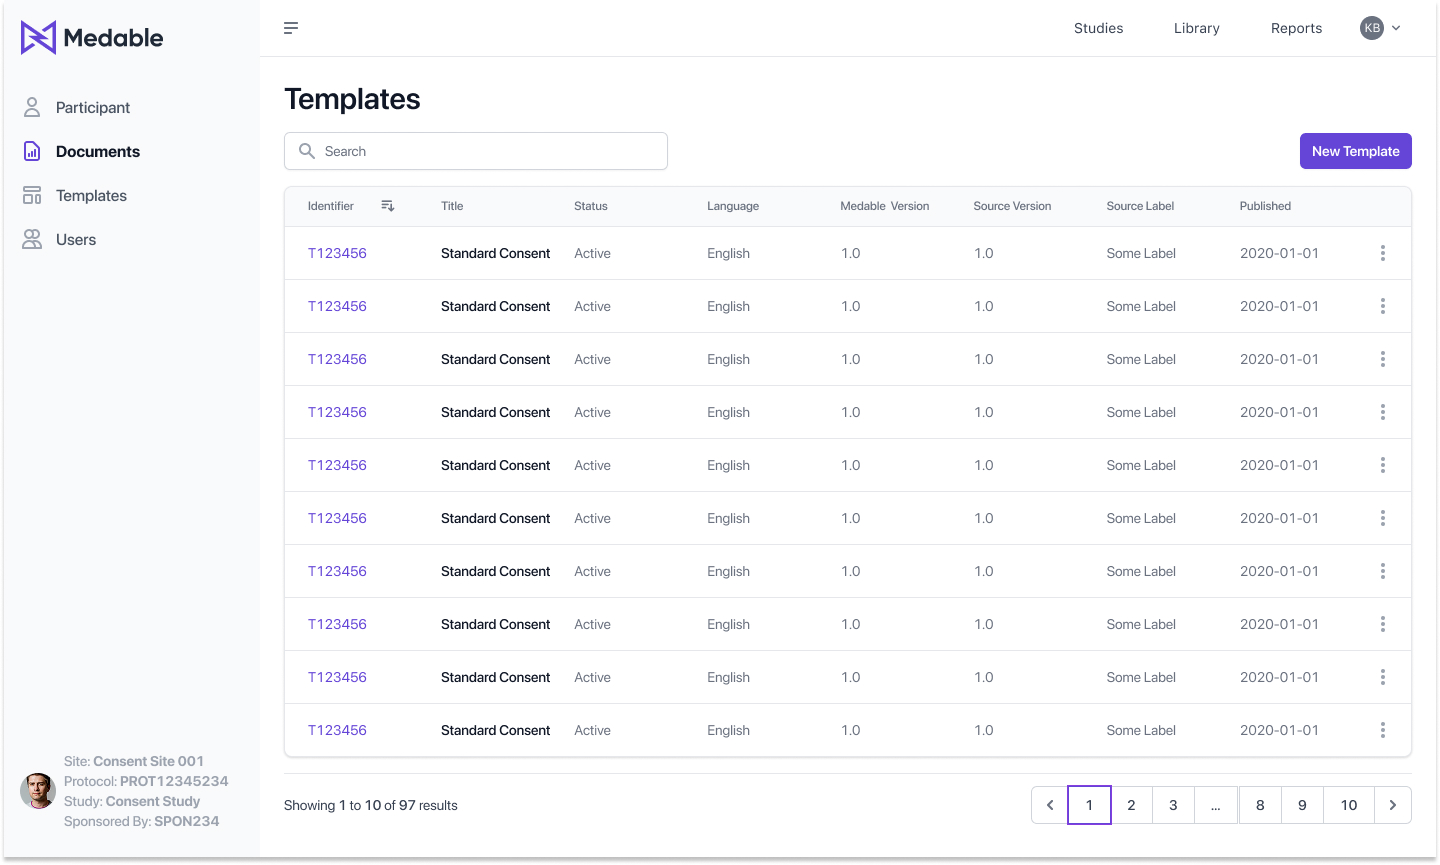 Medable
Studies Library Reports KB
Participant
Documents
Templates
Users
Templates
Search
New Template
Identifier Title Status Language Medable Version Source Version Source Label Published
T123456 Standard Consent Active English 1.0 1.0 Some Label 2020-01-01
T123456 Standard Consent Active English 1.0 1.0 Some Label 2020-01-01
T123456 Standard Consent Active English 1.0 1.0 Some Label 2020-01-01
T123456 Standard Consent Active English 1.0 1.0 Some Label 2020-01-01
T123456 Standard Consent Active English 1.0 1.0 Some Label 2020-01-01
T123456 Standard Consent Active English 1.0 1.0 Some Label 2020-01-01
T123456 Standard Consent Active English 1.0 1.0 Some Label 2020-01-01
T123456 Standard Consent Active English 1.0 1.0 Some Label 2020-01-01
T123456 Standard Consent Active English 1.0 1.0 Some Label 2020-01-01
T123456 Standard Consent Active English 1.0 1.0 Some Label 2020-01-01
Site: Consent Site 001
Protocol: PROT12345234
Study: Consent Study
Sponsored By: SPON234
Showing 1 to 10 of 97 results
1 2 3 ... 8 9 10